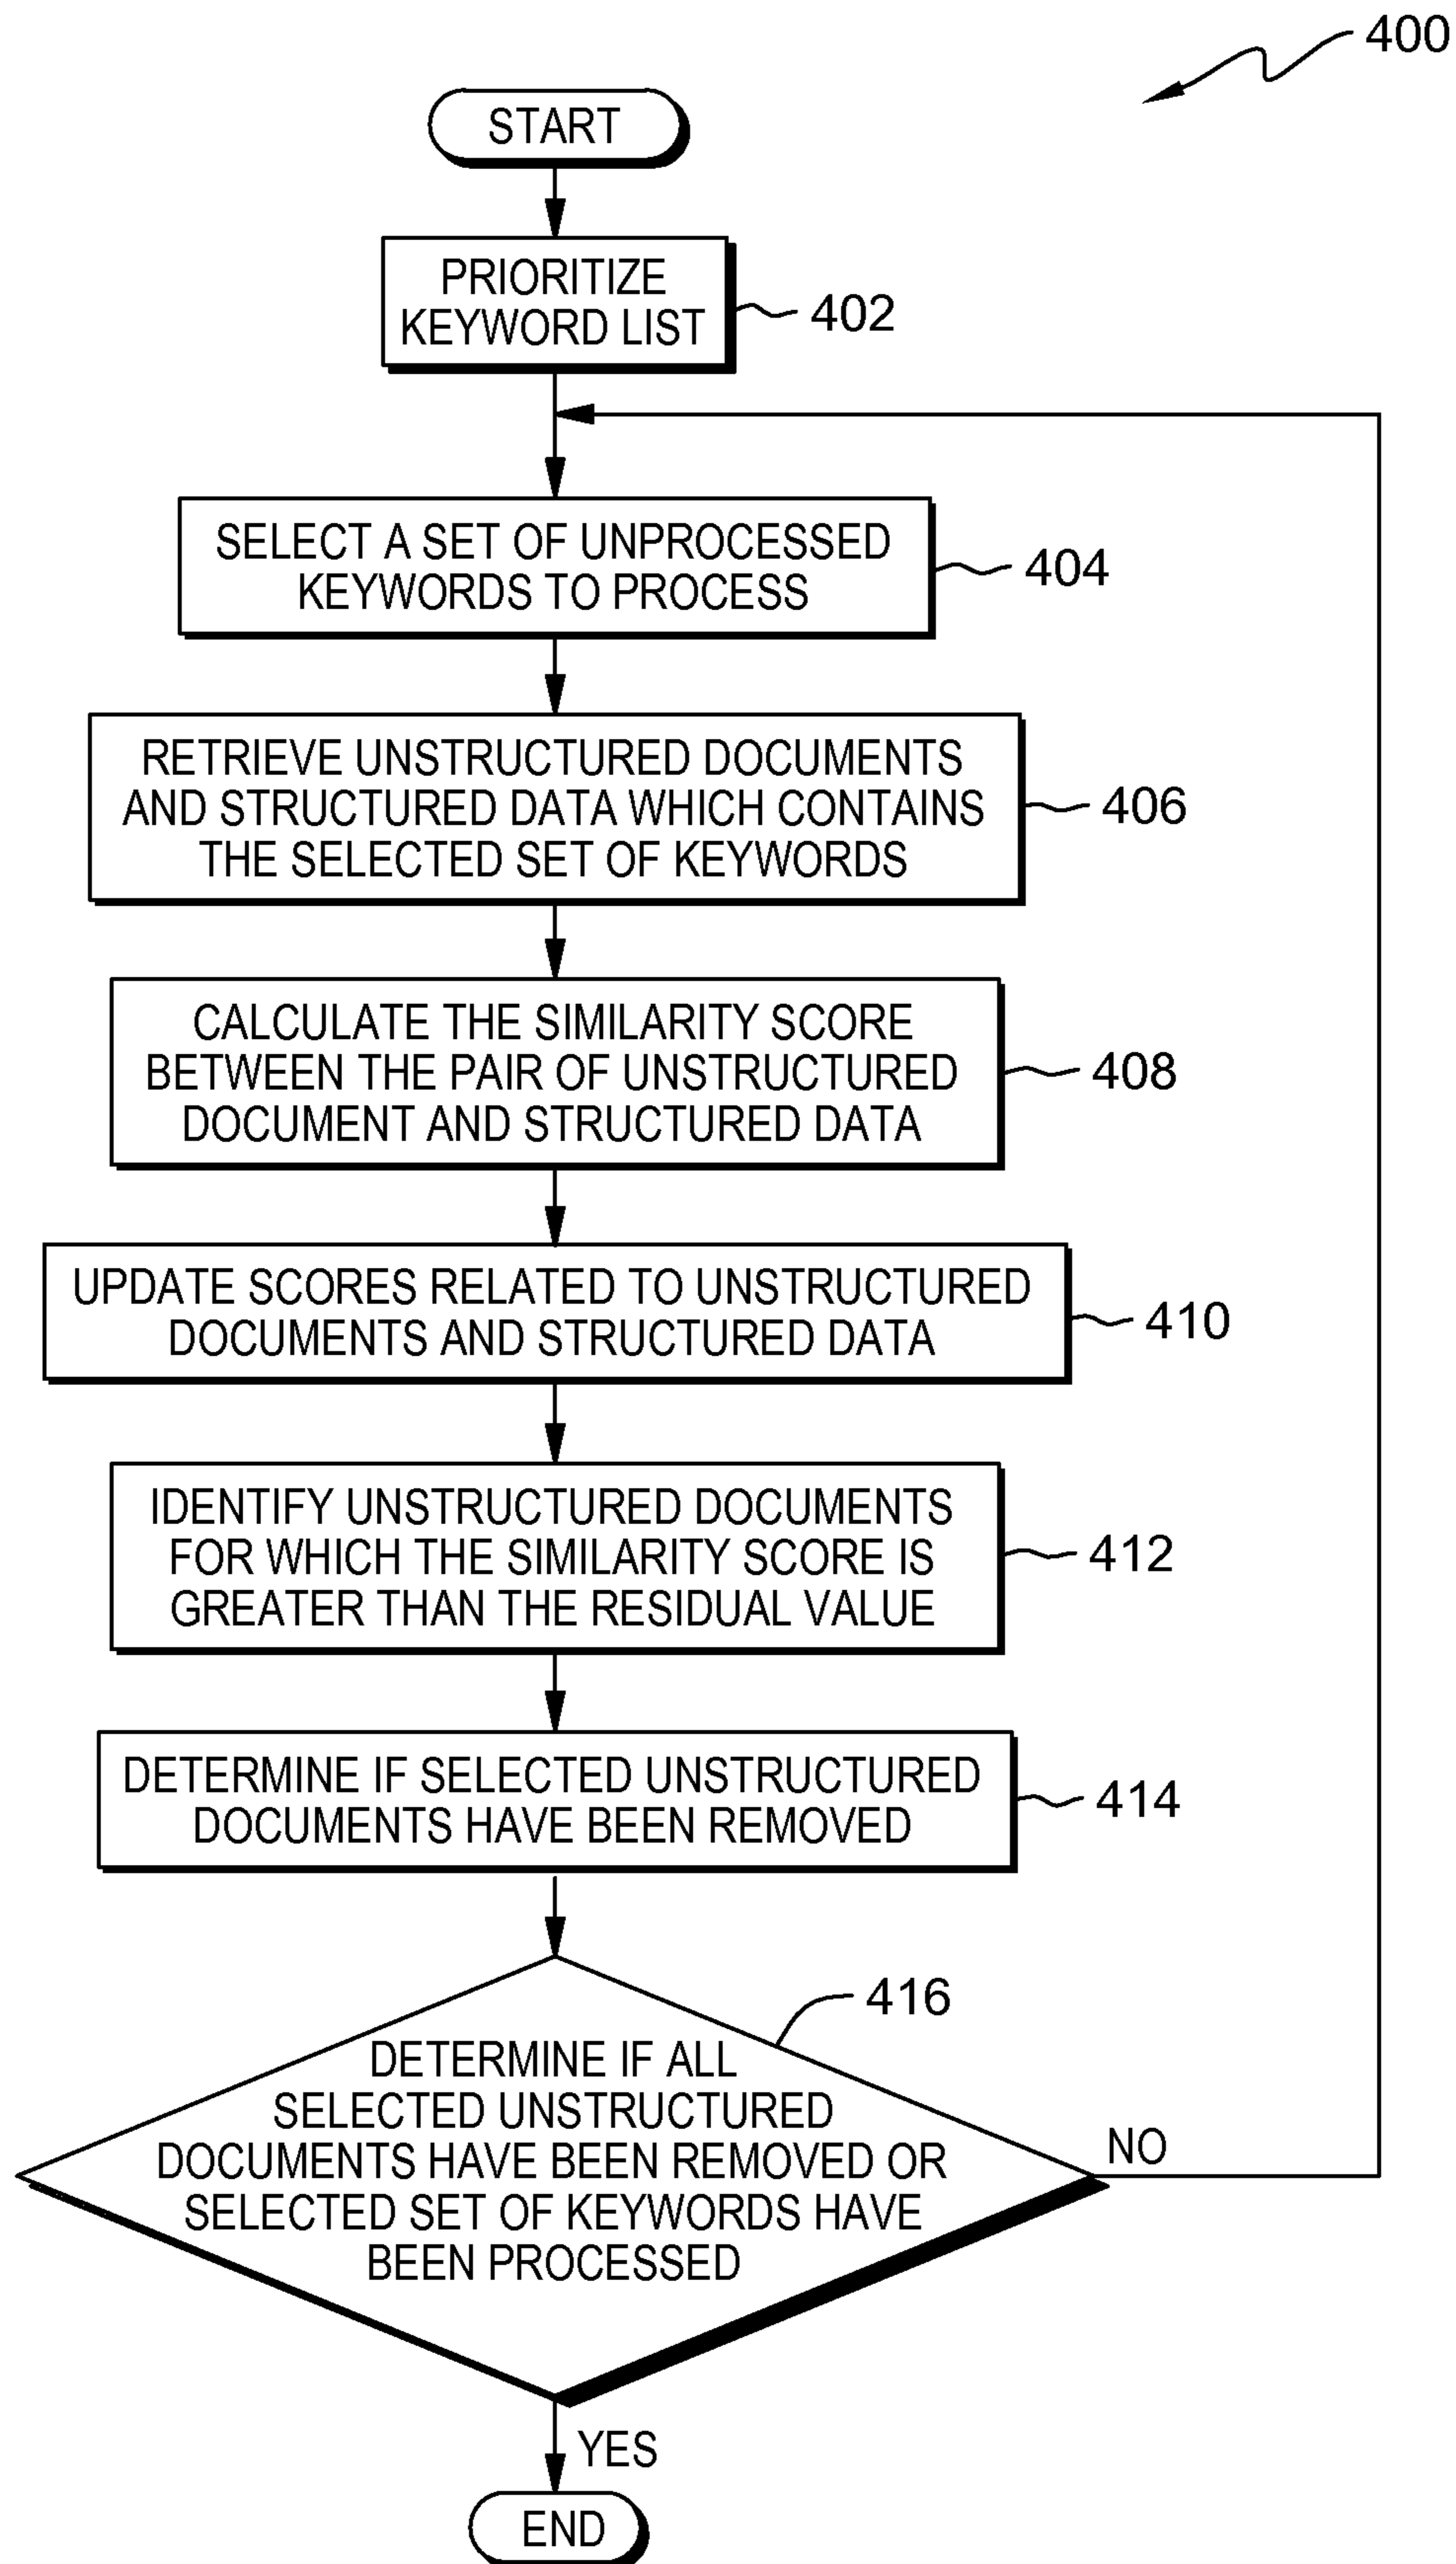 400
START
PRIORITIZE
KEYWORD LIST
402
SELECT A SET OF UNPROCESSED
KEYWORDS TO PROCESS
404
RETRIEVE UNSTRUCTURED DOCUMENTS
AND STRUCTURED DATA WHICH CONTAINS
THE SELECTED SET OF KEYWORDS
406
CALCULATE THE SIMILARITY SCORE
BETWEEN THE PAIR OF UNSTRUCTURED
DOCUMENT AND STRUCTURED DATA
408
UPDATE SCORES RELATED TO UNSTRUCTURED
DOCUMENTS AND STRUCTURED DATA
410
IDENTIFY UNSTRUCTURED DOCUMENTS
FOR WHICH THE SIMILARITY SCORE IS
GREATER THAN THE RESIDUAL VALUE
412
DETERMINE IF SELECTED UNSTRUCTURED
DOCUMENTS HAVE BEEN REMOVED
414
416
DETERMINE IF ALL
SELECTED UNSTRUCTURED
DOCUMENTS HAVE BEEN REMOVED OR
SELECTED SET OF KEYWORDS HAVE
BEEN PROCESSED
NO
YES
END